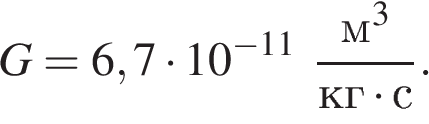 G = 6,7 · 10⁻¹¹ м³/(кг · с).